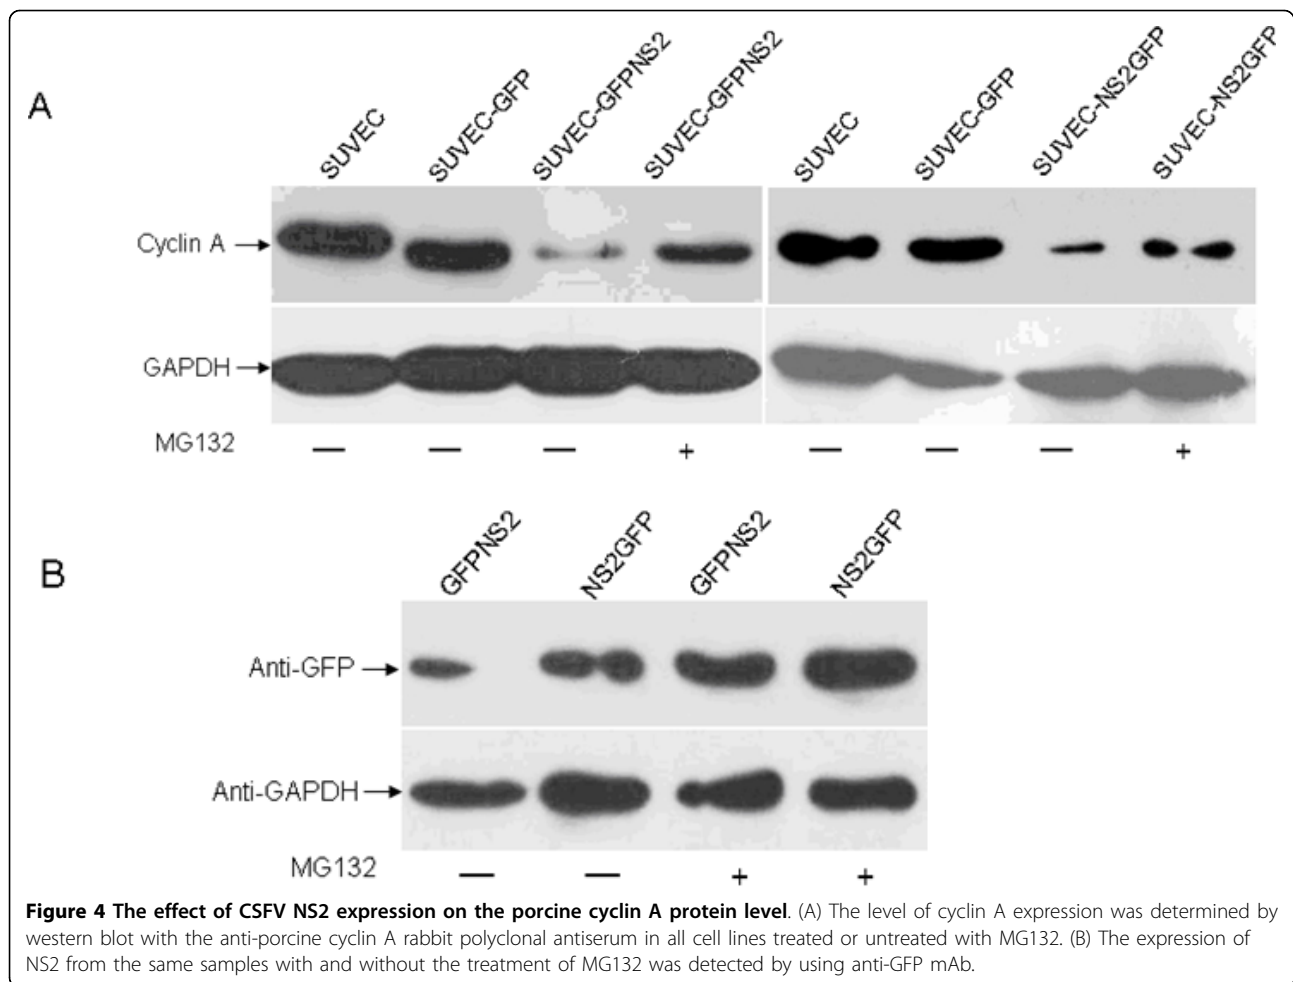 A
SUVEC
SUVEC-GFP
SUVEC-GFPNS2
SUVEC-GFPNS2
SUVEC
SUVEC-GFP
SUVEC-NS2GFP
SUVEC-NS2GFP
Cyclin A
GAPDH
MG132 — — — + — — — +
B
GFPNS2
NS2GFP
GFPNS2
NS2GFP
Anti-GFP
Anti-GAPDH
MG132 — — + +
Figure 4 The effect of CSFV NS2 expression on the porcine cyclin A protein level. (A) The level of cyclin A expression was determined by
western blot with the anti-porcine cyclin A rabbit polyclonal antiserum in all cell lines treated or untreated with MG132. (B) The expression of
NS2 from the same samples with and without the treatment of MG132 was detected by using anti-GFP mAb.